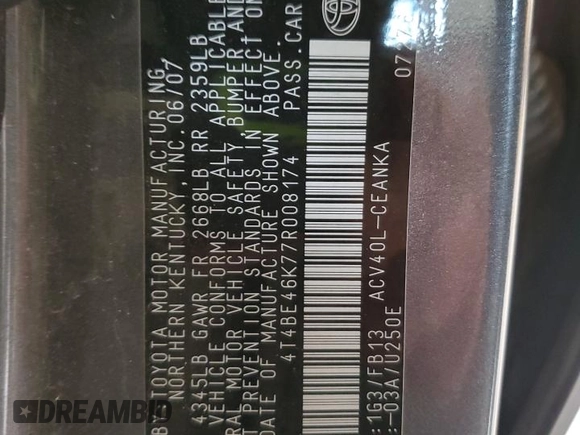 BY TOYOTA MOTOR MANUFACTURING,
NORTHERN KENTUCKY, INC. 06/07
4345LB GAWR FR 2668LB RR 2359LB
VEHICLE CONFORMS TO ALL APPLICABLE
RAL MOTOR VEHICLE SAFETY BUMPER AND
T PREVENTION STANDARDS IN EFFECT ON
DATE OF MANUFACTURE SHOWN ABOVE.
4T4BE46K77R008174 PASS.CAR
:1G3/FB13 ACV40L-CEANKA
:-03A/U250E
DREAMBID